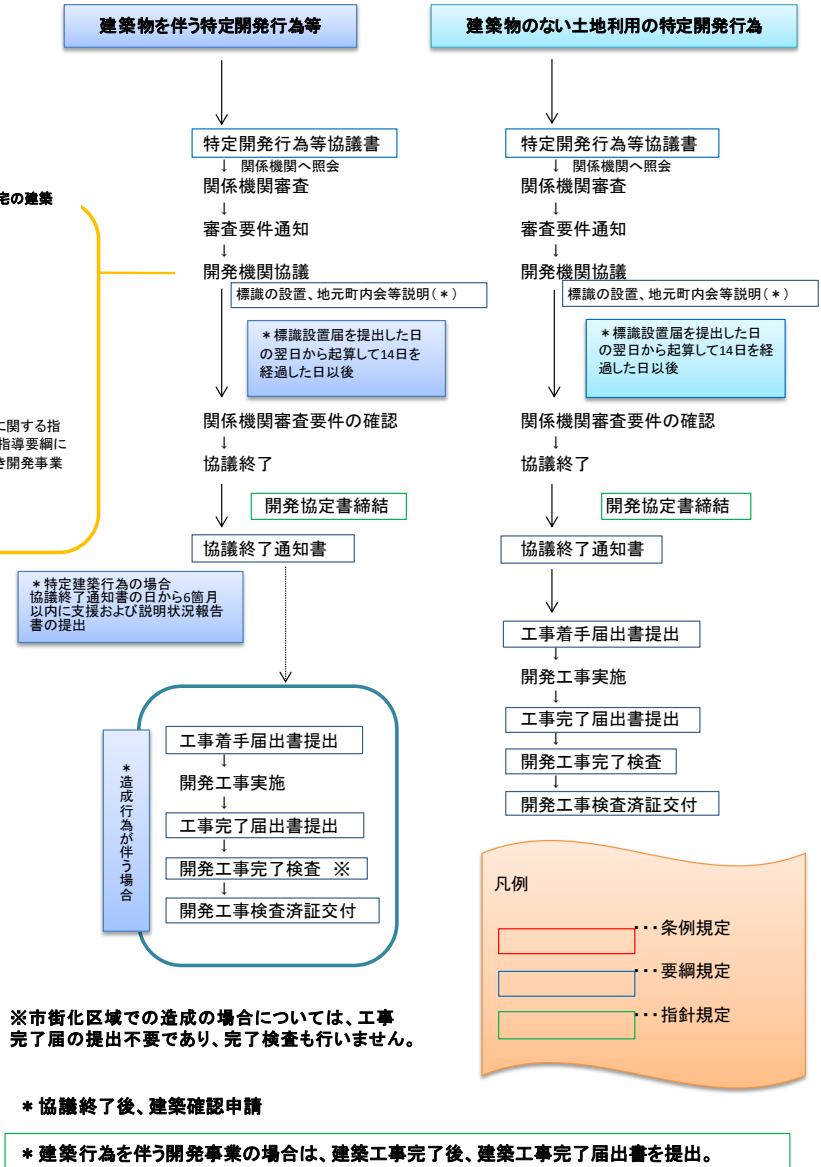 建築物を伴う特定開発行為等
特定開発行為等協議書
↓ 関係機関へ照会
関係機関審査
↓
審査要件通知
↓
開発機関協議
標識の設置、地元町内会等説明(*)
*標識設置届を提出した日
の翌日から起算して14日を
経過した日以後
関係機関審査要件の確認
↓
協議終了
開発協定書締結
協議終了通知書
宅の建築
に関する指
指導要綱に
き開発事業
*特定建築行為の場合
協議終了通知書の日から6箇月
以内に支援および説明状況報告
書の提出
*造成行為が伴う場合
工事着手届出書提出
↓
開発工事実施
↓
工事完了届出書提出
↓
開発工事完了検査 ※
↓
開発工事検査済証交付
建築物のない土地利用の特定開発行為
特定開発行為等協議書
↓ 関係機関へ照会
関係機関審査
↓
審査要件通知
↓
開発機関協議
標識の設置、地元町内会等説明(*)
*標識設置届を提出した日
の翌日から起算して14日を経
過した日以後
関係機関審査要件の確認
↓
協議終了
開発協定書締結
協議終了通知書
工事着手届出書提出
↓
開発工事実施
↓
工事完了届出書提出
↓
開発工事完了検査
↓
開発工事検査済証交付
凡例
・・・条例規定
・・・要綱規定
・・・指針規定
※市街化区域での造成の場合については、工事
完了届の提出不要であり、完了検査も行いません。
*協議終了後、建築確認申請
*建築行為を伴う開発事業の場合は、建築工事完了後、建築工事完了届出書を提出。